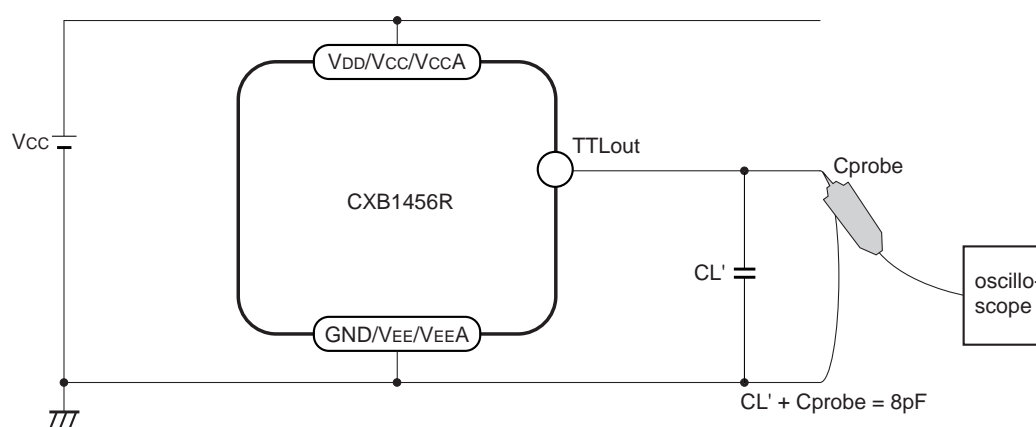 VDD/VCC/VCCA
VCC
TTLout
Cprobe
CXB1456R
CL'
oscillo-
scope
GND/VEE/VEEA
CL' + Cprobe = 8pF